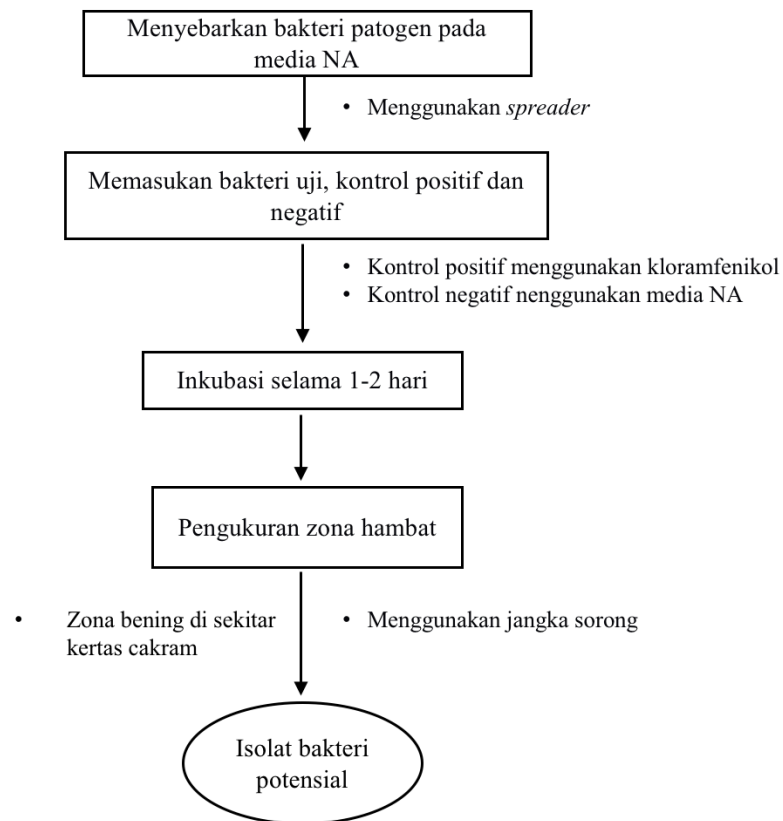 Menyebarkan bakteri patogen pada
media NA
• Menggunakan spreader
Memasukan bakteri uji, kontrol positif dan
negatif
• Kontrol positif menggunakan kloramfenikol
• Kontrol negatif nenggunakan media NA
Inkubasi selama 1-2 hari
Pengukuran zona hambat
• Zona bening di sekitar
kertas cakram
• Menggunakan jangka sorong
Isolat bakteri
potensial